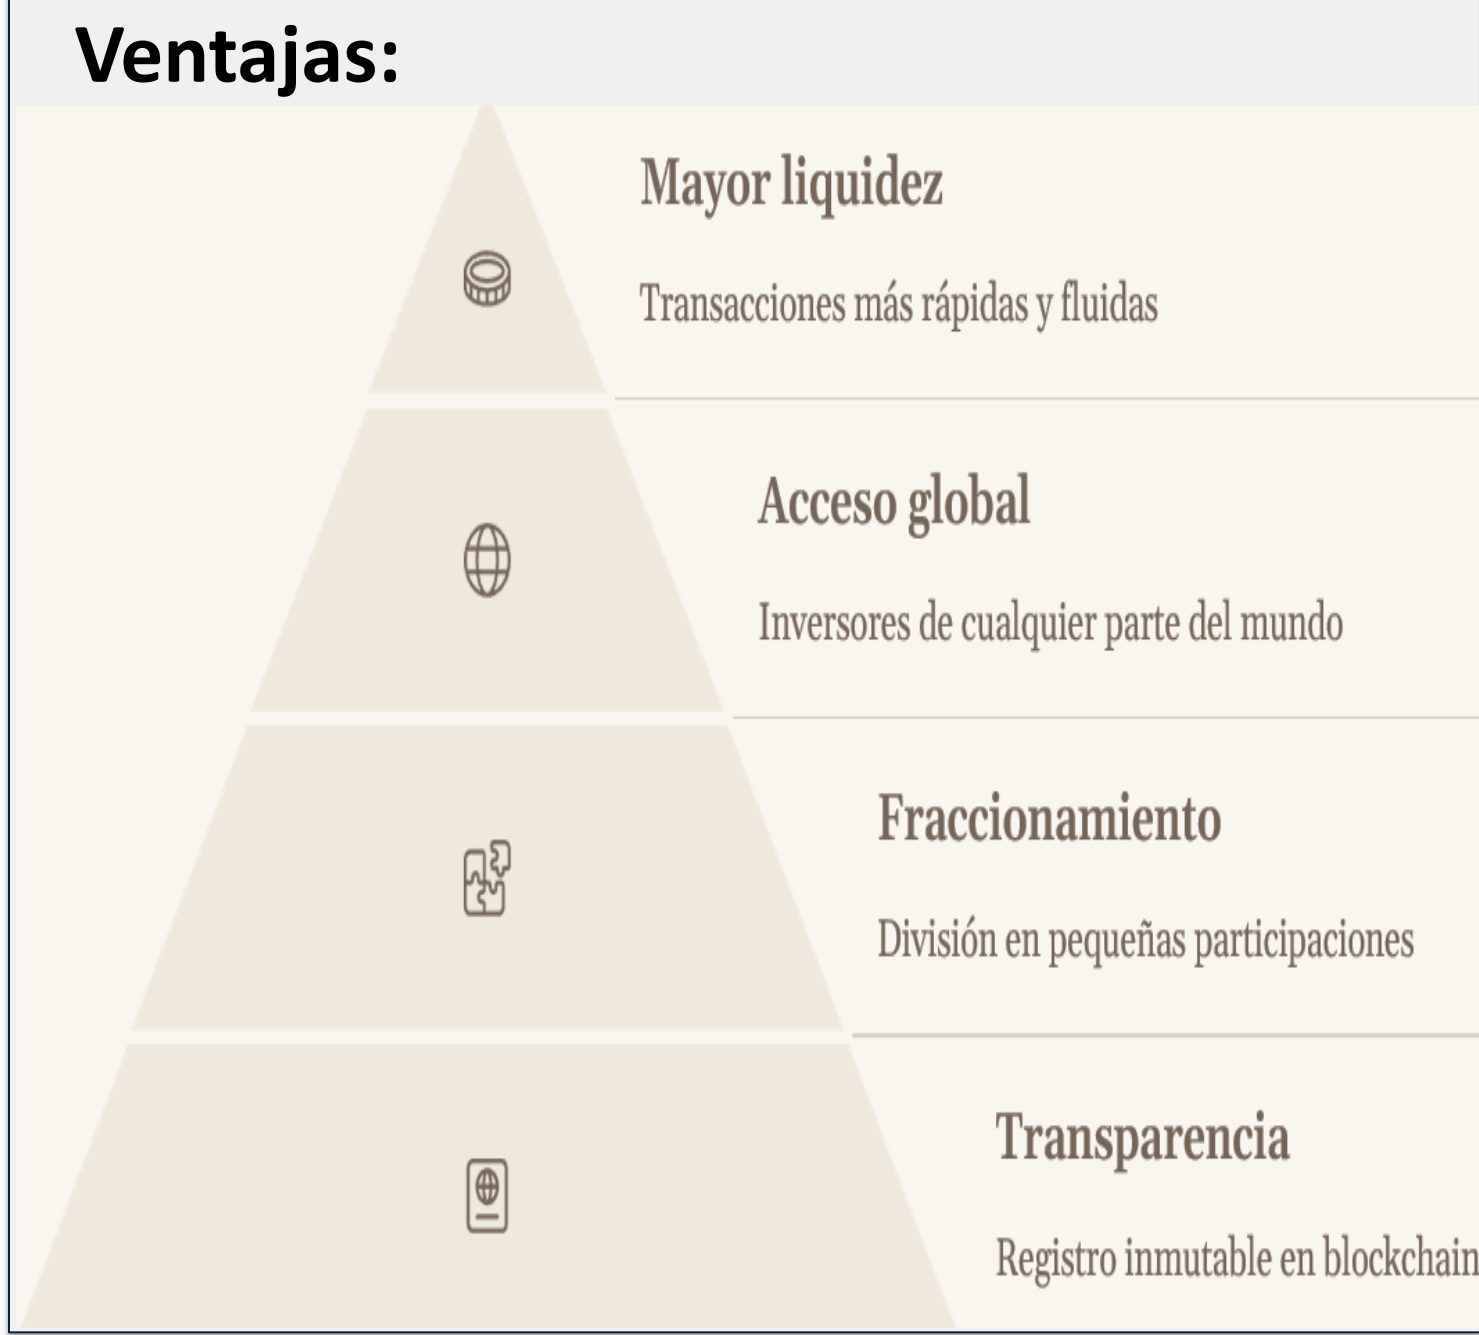 Ventajas:
Mayor liquidez
Transacciones más rápidas y fluidas
Acceso global
Inversores de cualquier parte del mundo
Fraccionamiento
División en pequeñas participaciones
Transparencia
Registro inmutable en blockchain